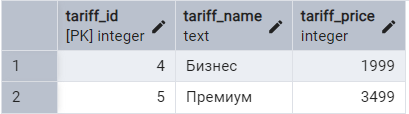 tariff_id tariff_name tariff_price
[PK] integer text integer
1 4 Бизнес 1999
2 5 Премиум 3499